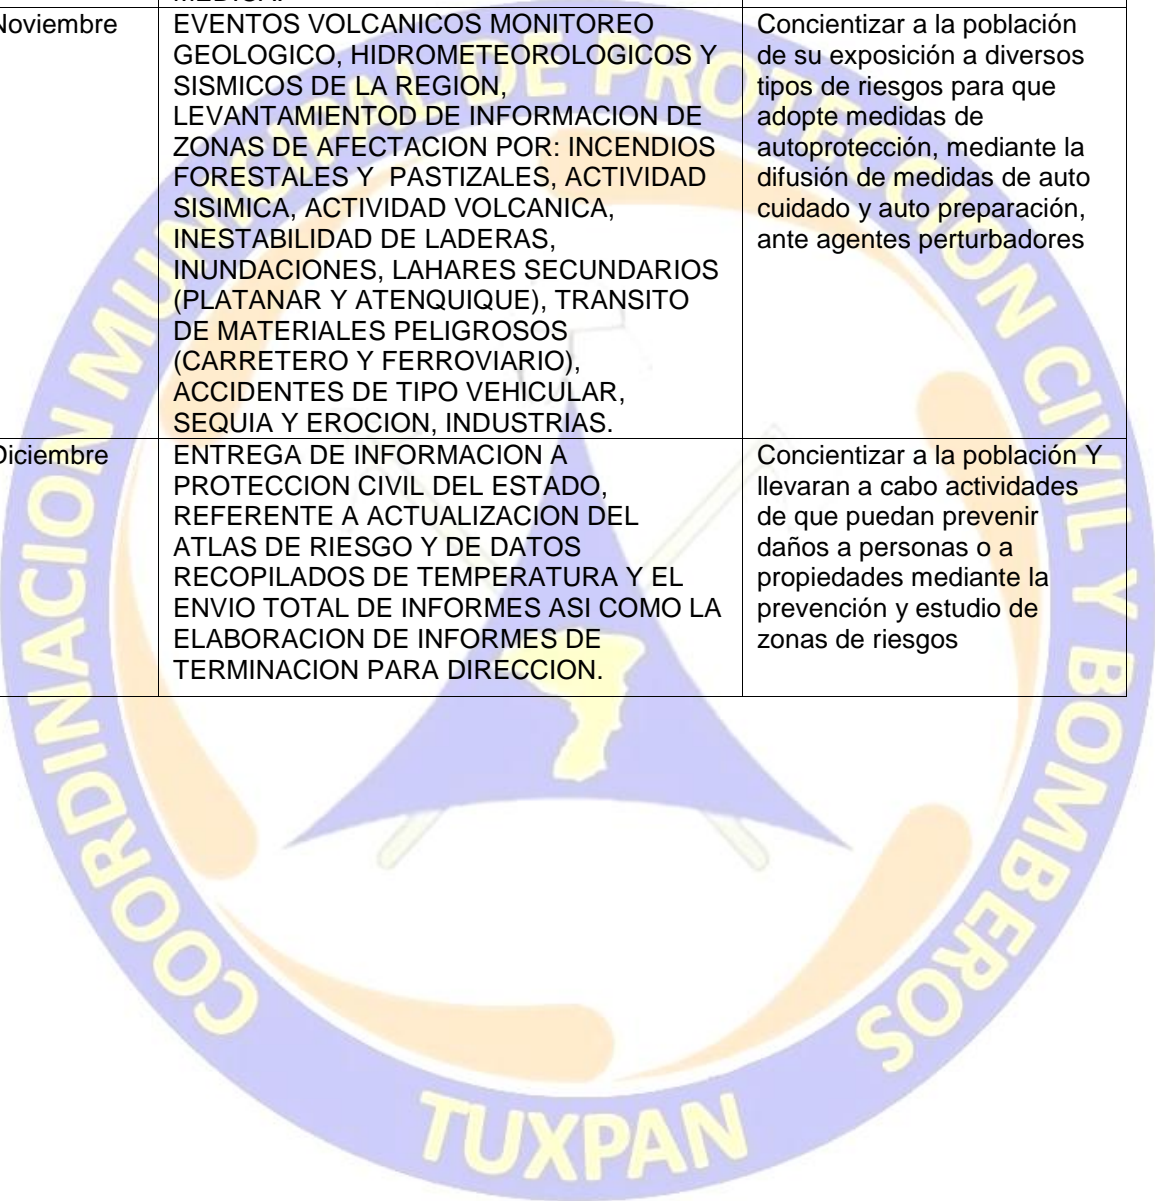 Noviembre
EVENTOS VOLCANICOS MONITOREO
GEOLOGICO, HIDROMETEOROLOGICOS Y
SISMICOS DE LA REGION,
LEVANTAMIENTOD DE INFORMACION DE
ZONAS DE AFECTACION POR: INCENDIOS
FORESTALES Y  PASTIZALES, ACTIVIDAD
SISIMICA, ACTIVIDAD VOLCANICA,
INESTABILIDAD DE LADERAS,
INUNDACIONES, LAHARES SECUNDARIOS
(PLATANAR Y ATENQUIQUE), TRANSITO
DE MATERIALES PELIGROSOS
(CARRETERO Y FERROVIARIO),
ACCIDENTES DE TIPO VEHICULAR,
SEQUIA Y EROCION, INDUSTRIAS.
Concientizar a la población
de su exposición a diversos
tipos de riesgos para que
adopte medidas de
autoprotección, mediante la
difusión de medidas de auto
cuidado y auto preparación,
ante agentes perturbadores
Diciembre
ENTREGA DE INFORMACION A
PROTECCION CIVIL DEL ESTADO,
REFERENTE A ACTUALIZACION DEL
ATLAS DE RIESGO Y DE DATOS
RECOPILADOS DE TEMPERATURA Y EL
ENVIO TOTAL DE INFORMES ASI COMO LA
ELABORACION DE INFORMES DE
TERMINACION PARA DIRECCION.
Concientizar a la población Y
llevaran a cabo actividades
de que puedan prevenir
daños a personas o a
propiedades mediante la
prevención y estudio de
zonas de riesgos
COORDINACION MUNICIPAL DE PROTECCION CIVIL Y BOMBEROS
TUXPAN